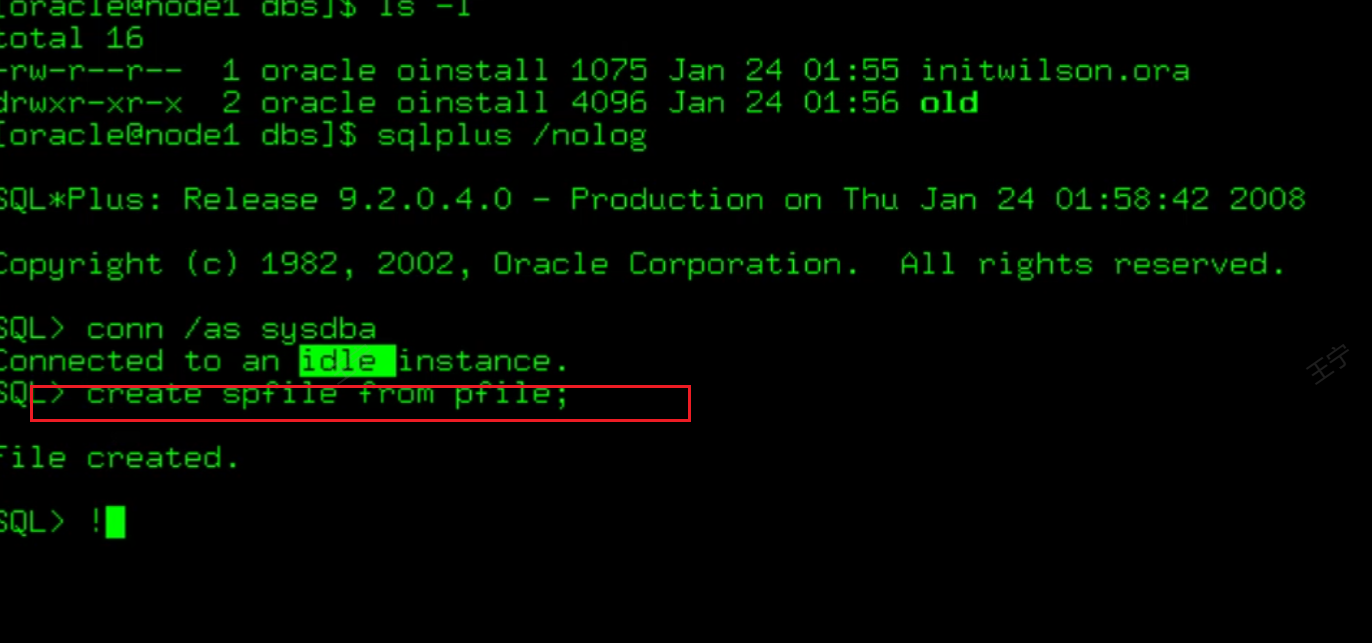 [oracle@node1 dbs]$ ls -l
total 16
-rw-r--r--  1 oracle oinstall 1075 Jan 24 01:55 initwilson.ora
drwxr-xr-x  2 oracle oinstall 4096 Jan 24 01:56 old
[oracle@node1 dbs]$ sqlplus /nolog
SQL*Plus: Release 9.2.0.4.0 - Production on Thu Jan 24 01:58:42 2008
Copyright (c) 1982, 2002, Oracle Corporation.  All rights reserved.
SQL> conn /as sysdba
Connected to an idle instance.
SQL> create spfile from pfile;
File created.
SQL> !
王宁